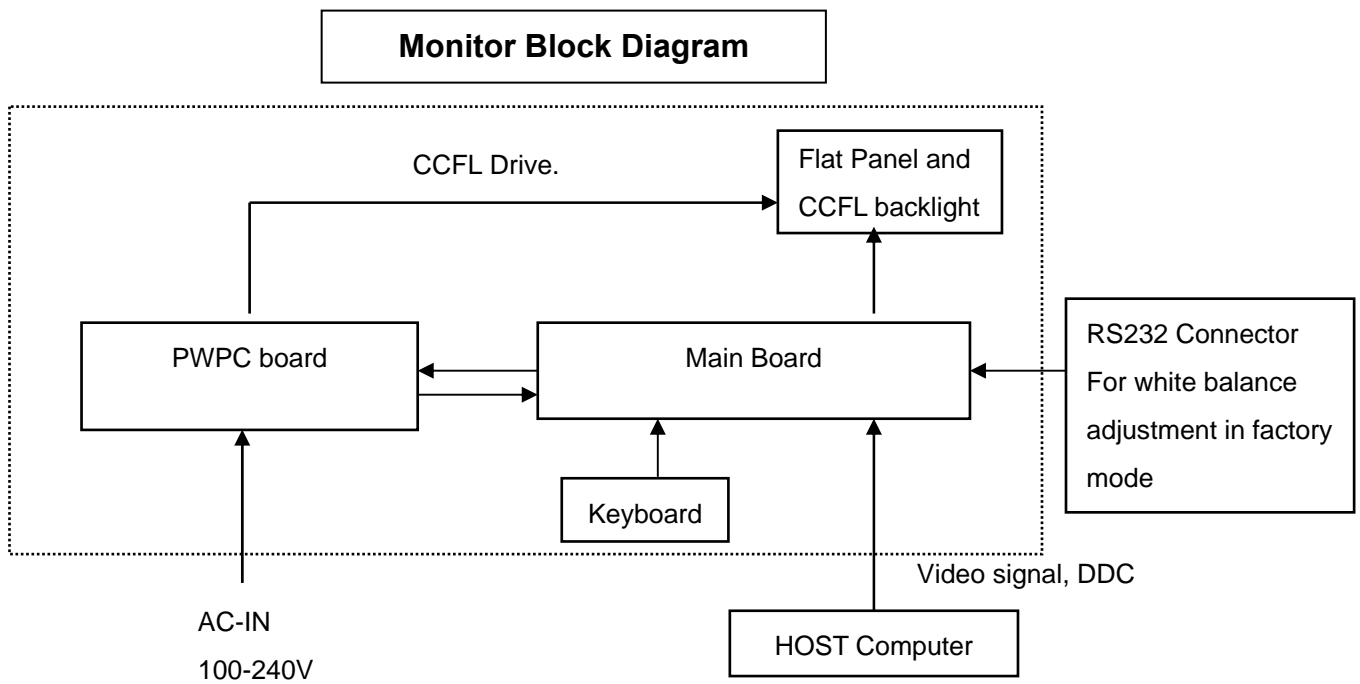 Monitor Block Diagram
CCFL Drive.
Flat Panel and
CCFL backlight
PWPC board
Main Board
RS232 Connector
For white balance
adjustment in factory
mode
Keyboard
Video signal, DDC
AC-IN
100-240V
HOST Computer